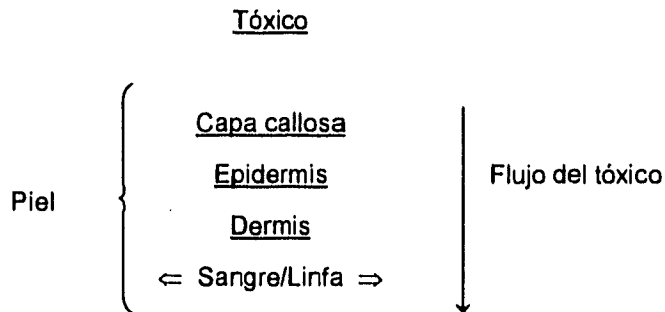 Tóxico
Capa callosa
Epidermis
Flujo del tóxico
Piel
Dermis
⇐ Sangre/Linfa ⇒